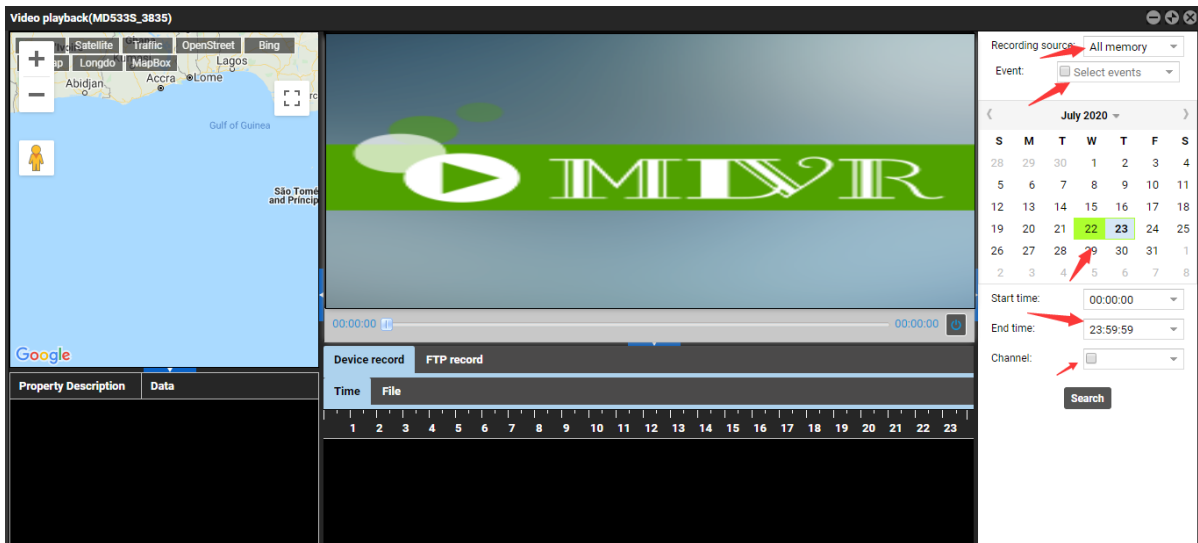 Video playback(MD533S_3835)
Satellite Traffic OpenStreet Bing
Longdo MapBox
Lagos
Accra Lome
Abidjan
Gulf of Guinea
São Tomé
and Príncip
Google
Property Description Data
MDVR
00:00:00 00:00:00
Device record FTP record
Time File
1 2 3 4 5 6 7 8 9 10 11 12 13 14 15 16 17 18 19 20 21 22 23
Recording source: All memory
Event: Select events
July 2020
S M T W T F S
28 29 30 1 2 3 4
5 6 7 8 9 10 11
12 13 14 15 16 17 18
19 20 21 22 23 24 25
26 27 28 29 30 31 1
2 3 4 5 6 7 8
Start time: 00:00:00
End time: 23:59:59
Channel:
Search